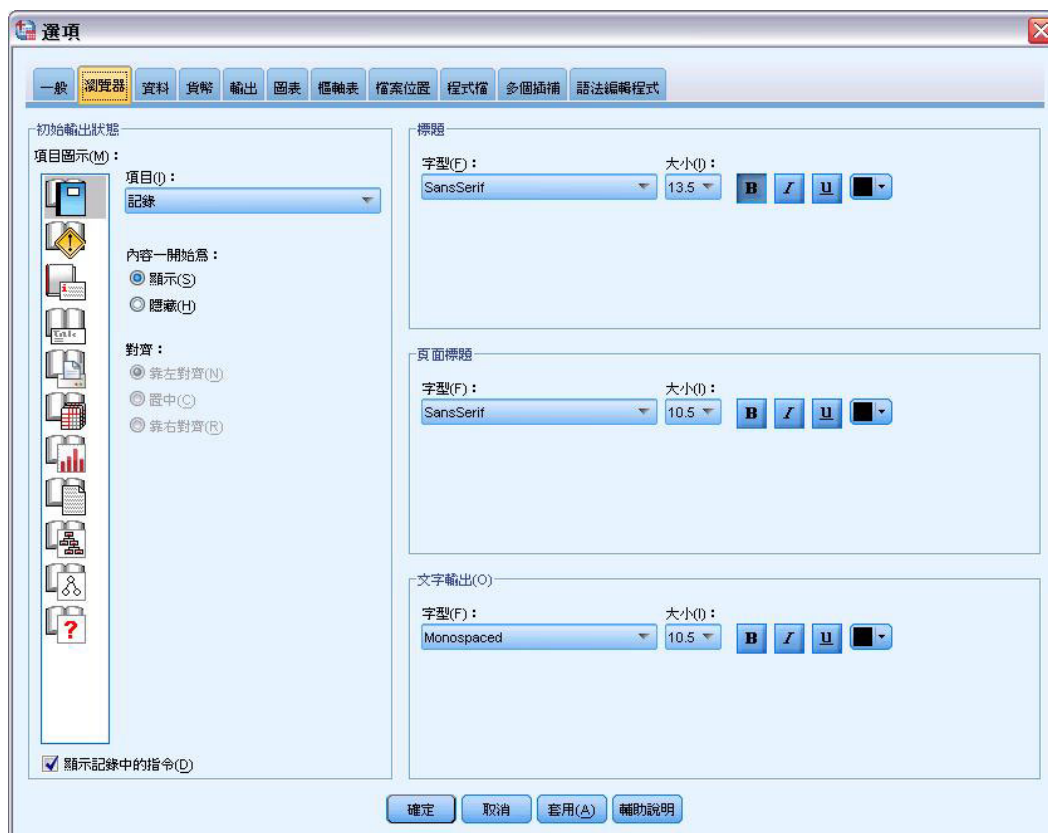 選項
一般 瀏覽器 資料 貨幣 輸出 圖表 樞軸表 檔案位置 程式檔 多個插補 語法編輯程式
初始輸出狀態
項目圖示(M)：
項目(I)：
記錄
內容一開始為：
顯示(S)
隱藏(H)
對齊：
靠左對齊(N)
置中(C)
靠右對齊(R)
顯示記錄中的指令(D)
標題
字型(F)： 大小(I)：
SansSerif 13.5 B I U
頁面標題
字型(F)： 大小(I)：
SansSerif 10.5 B I U
文字輸出(O)
字型(F)： 大小(I)：
Monospaced 10.5 B I U
確定 取消 套用(A) 輔助說明